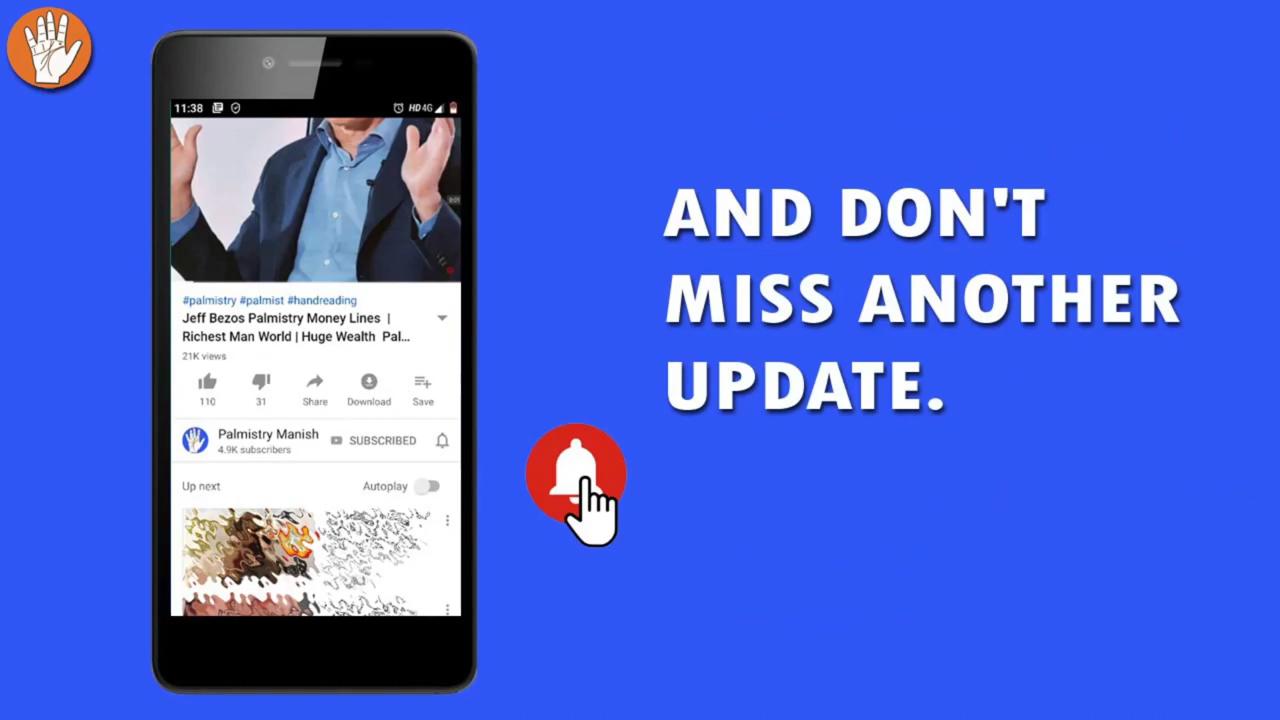 11:38
HD 4G
0:01
#palmistry #palmist #handreading
Jeff Bezos Palmistry Money Lines |
Richest Man World | Huge Wealth Pal...
21K views
110
31
Share
Download
Save
Palmistry Manish
SUBSCRIBED
4.9K subscribers
Up next
Autoplay
AND DON'T
MISS ANOTHER
UPDATE.